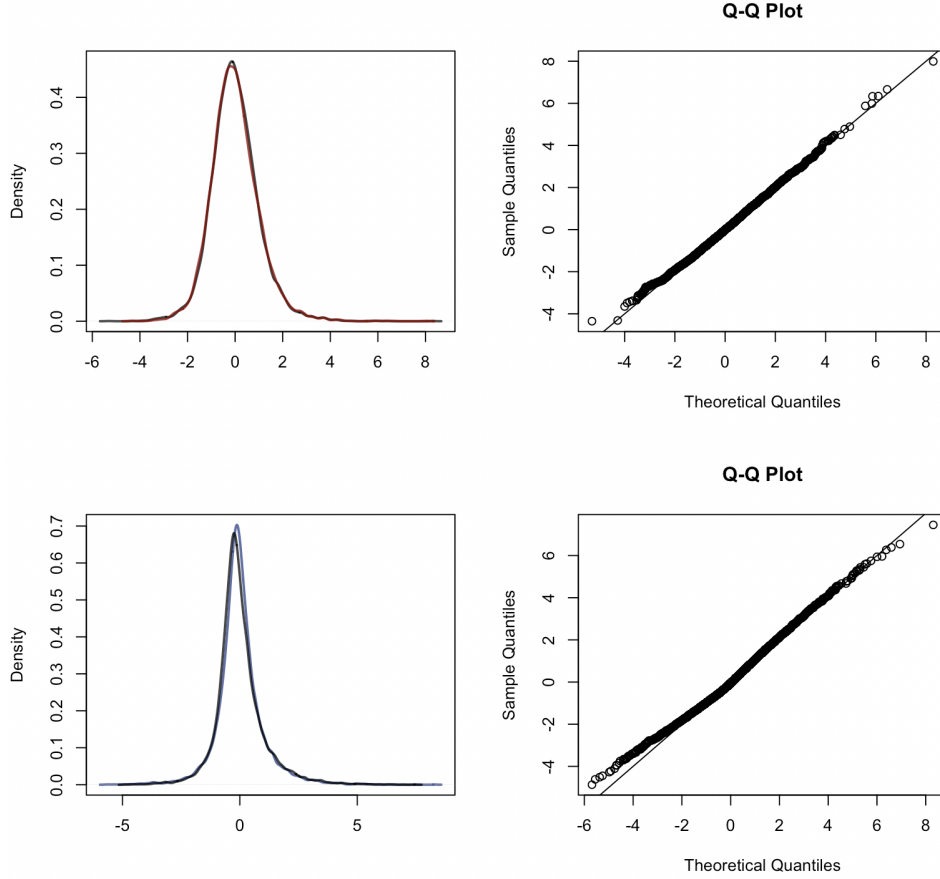 Q-Q Plot
Density
0.0 0.1 0.2 0.3 0.4
-6 -4 -2 0 2 4 6 8
Sample Quantiles
-4 -2 0 2 4 6 8
-4 -2 0 2 4 6 8
Theoretical Quantiles
Q-Q Plot
Density
0.0 0.1 0.2 0.3 0.4 0.5 0.6 0.7
-5 0 5
Sample Quantiles
-4 -2 0 2 4 6
-6 -4 -2 0 2 4 6 8
Theoretical Quantiles